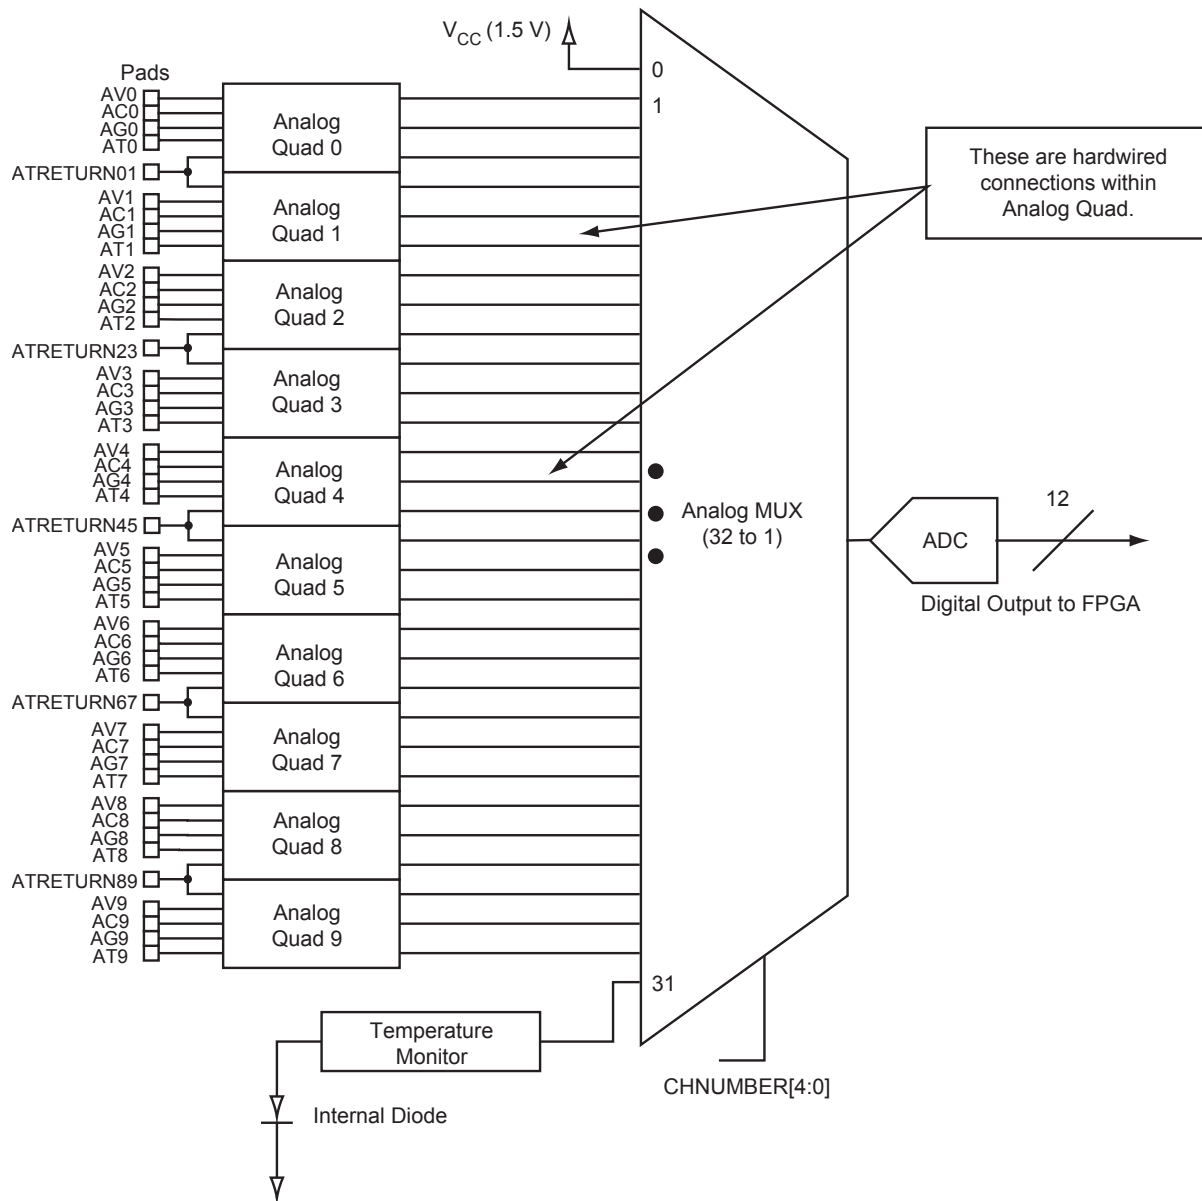 V_CC (1.5 V)
Pads
AV0
AC0
AG0
AT0
ATRETURN01
AV1
AC1
AG1
AT1
AV2
AC2
AG2
AT2
ATRETURN23
AV3
AC3
AG3
AT3
AV4
AC4
AG4
AT4
ATRETURN45
AV5
AC5
AG5
AT5
AV6
AC6
AG6
AT6
ATRETURN67
AV7
AC7
AG7
AT7
AV8
AC8
AG8
AT8
ATRETURN89
AV9
AC9
AG9
AT9
Analog
Quad 0
Analog
Quad 1
Analog
Quad 2
Analog
Quad 3
Analog
Quad 4
Analog
Quad 5
Analog
Quad 6
Analog
Quad 7
Analog
Quad 8
Analog
Quad 9
0
1
31
Analog MUX
(32 to 1)
These are hardwired
connections within
Analog Quad.
ADC
12
Digital Output to FPGA
Temperature
Monitor
Internal Diode
CHNUMBER[4:0]